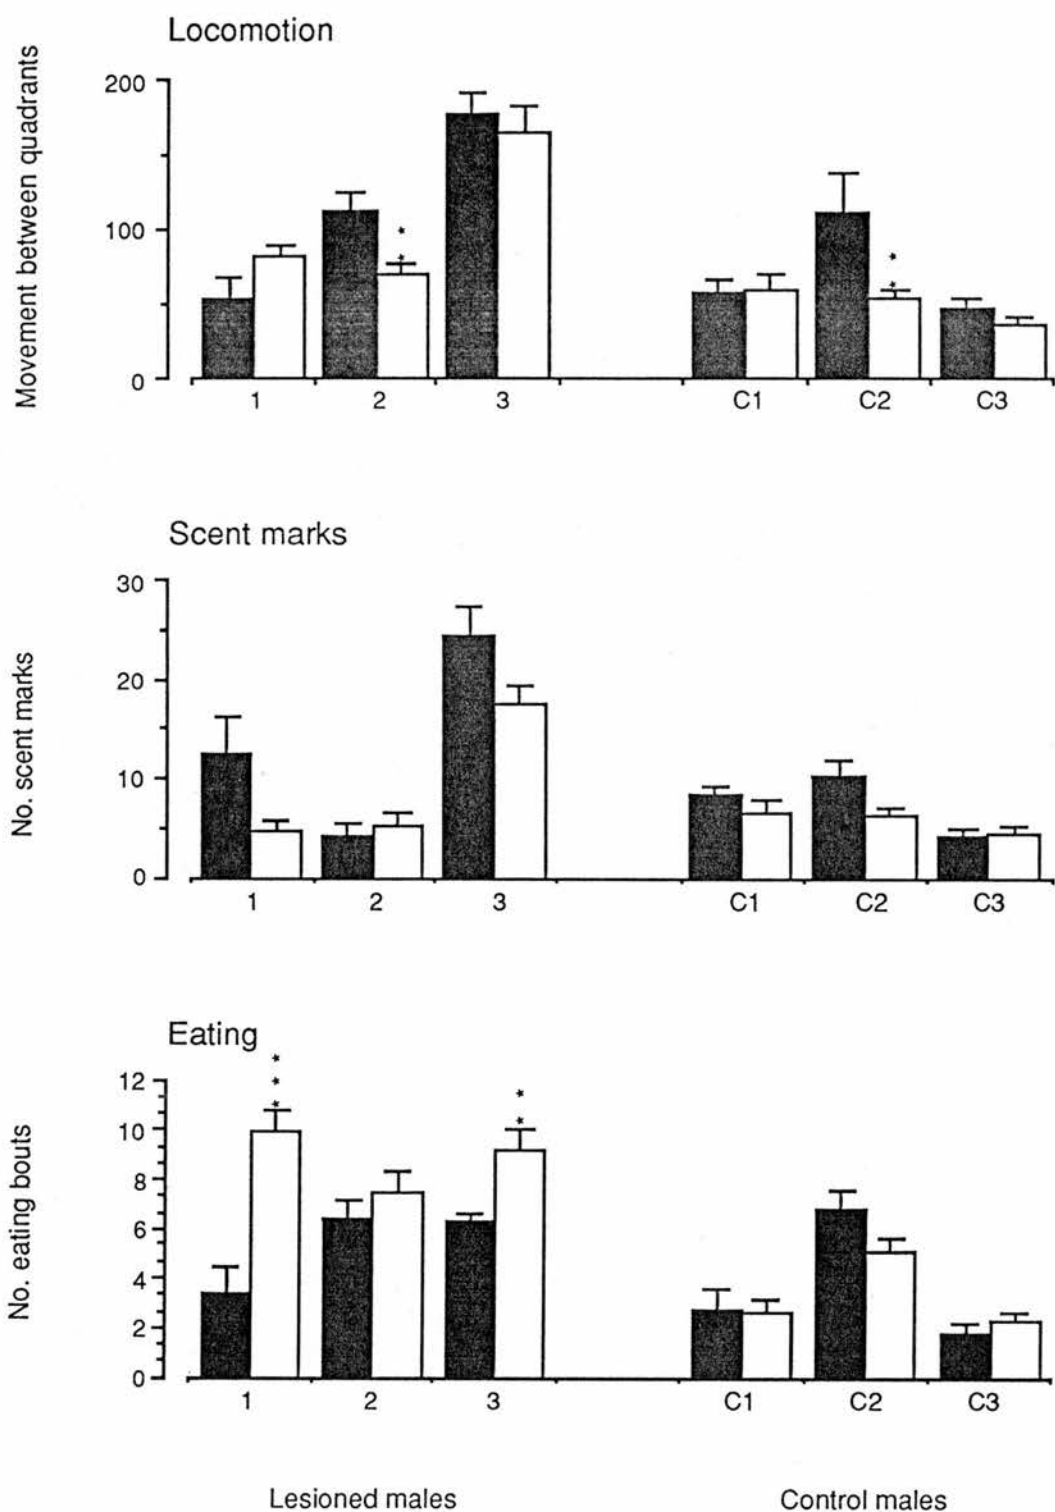 Locomotion
Movement between quadrants
200
100
0
* *
* *
1 2 3 C1 C2 C3
Scent marks
No. scent marks
30
20
10
0
1 2 3 C1 C2 C3
Eating
No. eating bouts
12
10
8
6
4
2
0
* * *
* *
1 2 3 C1 C2 C3
Lesioned males Control males